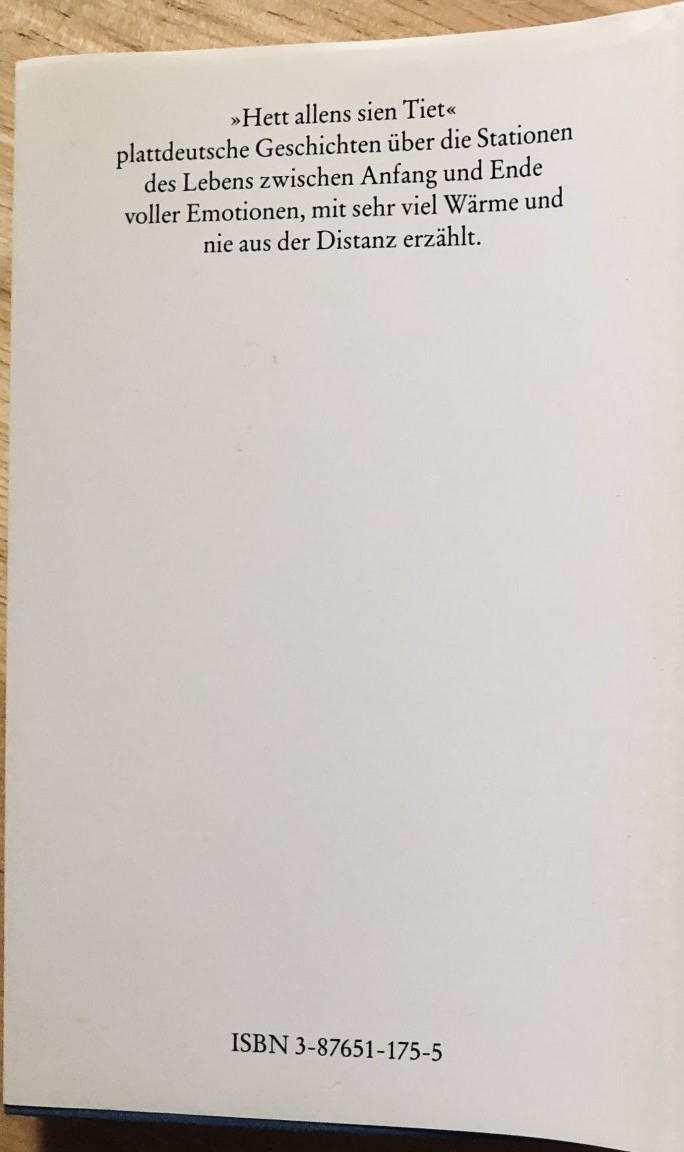 »Hett allens sien Tiet«
plattdeutsche Geschichten über die Stationen
des Lebens zwischen Anfang und Ende
voller Emotionen, mit sehr viel Wärme und
nie aus der Distanz erzählt.
ISBN 3-87651-175-5